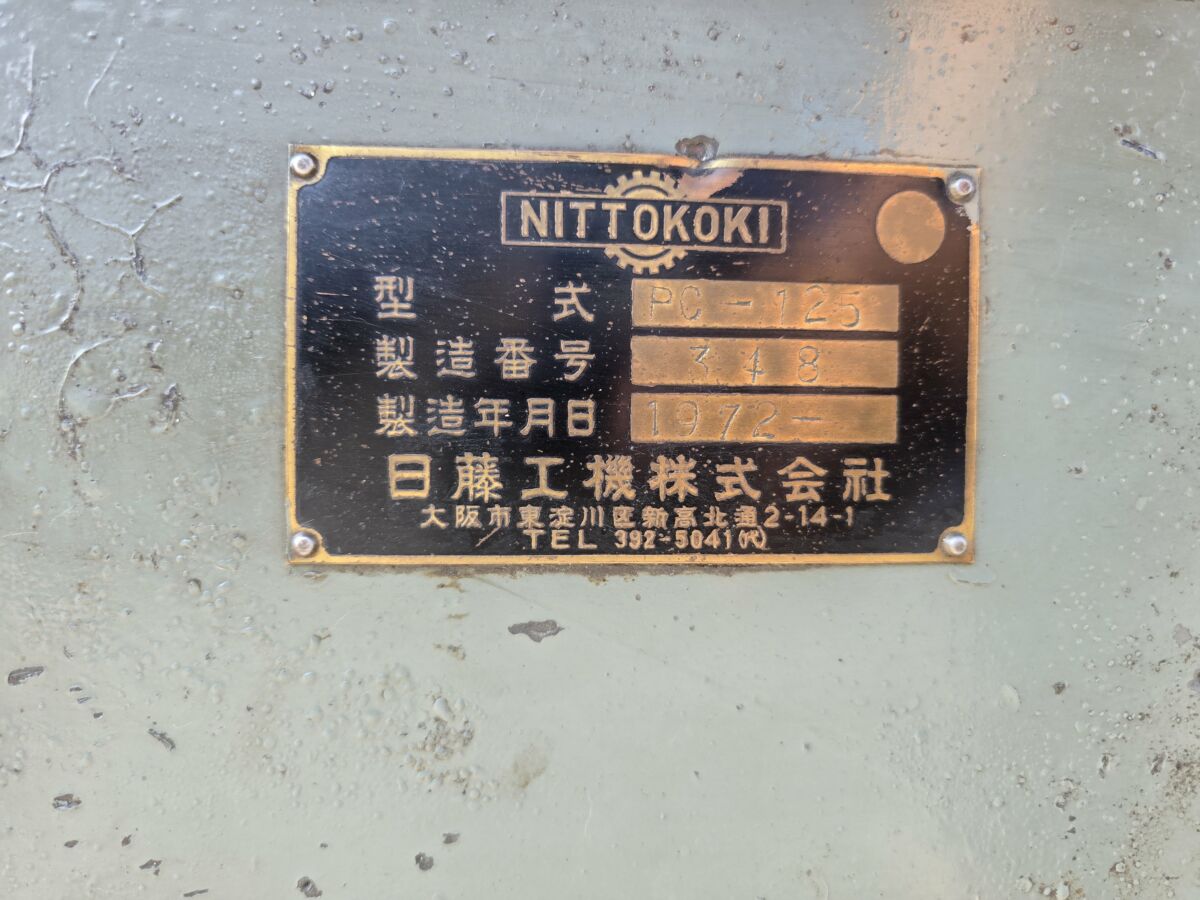 NITTOKOKI
型式 PC-125
製造番号 348
製造年月日 1972-
日藤工機株式会社
大阪市東淀川区新高北通2-14-1
TEL 392-5041(代)